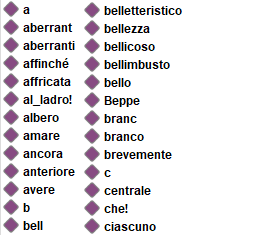 a
aberrant
aberranti
affinché
affricata
al_ladro!
albero
amare
ancora
anteriore
avere
b
bell
belletteristico
bellezza
bellicoso
bellimbusto
bello
Beppe
branc
branco
brevemente
c
centrale
che!
ciascuno